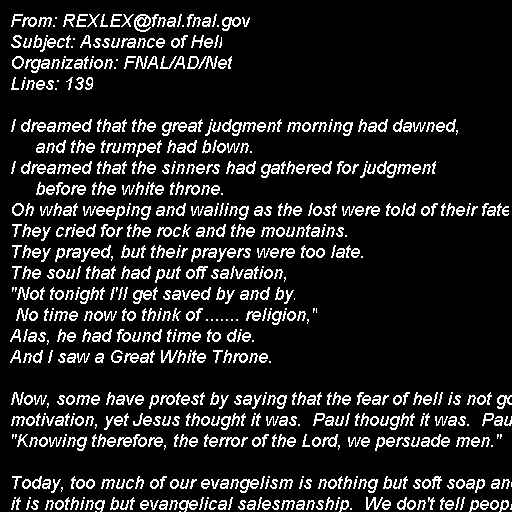 From: REXLEX@fnal.fnal.gov
Subject: Assurance of Hell
Organization: FNAL/AD/Net
Lines: 139

I dreamed that the great judgment morning had dawned,
     and the trumpet had blown.
I dreamed that the sinners had gathered for judgment
     before the white throne.
Oh what weeping and wailing as the lost were told of their fate
They cried for the rock and the mountains.
They prayed, but their prayers were too late.
The soul that had put off salvation,
"Not tonight I'll get saved by and by.
 No time now to think of ....... religion,"
Alas, he had found time to die.
And I saw a Great White Throne.

Now, some have protest by saying that the fear of hell is not
motivation, yet Jesus thought it was.  Paul thought it was.
"Knowing therefore, the terror of the Lord, we persuade men."

Today, too much of our evangelism is nothing but soft soap
it is nothing but evangelical salesmanship.  We don't tell